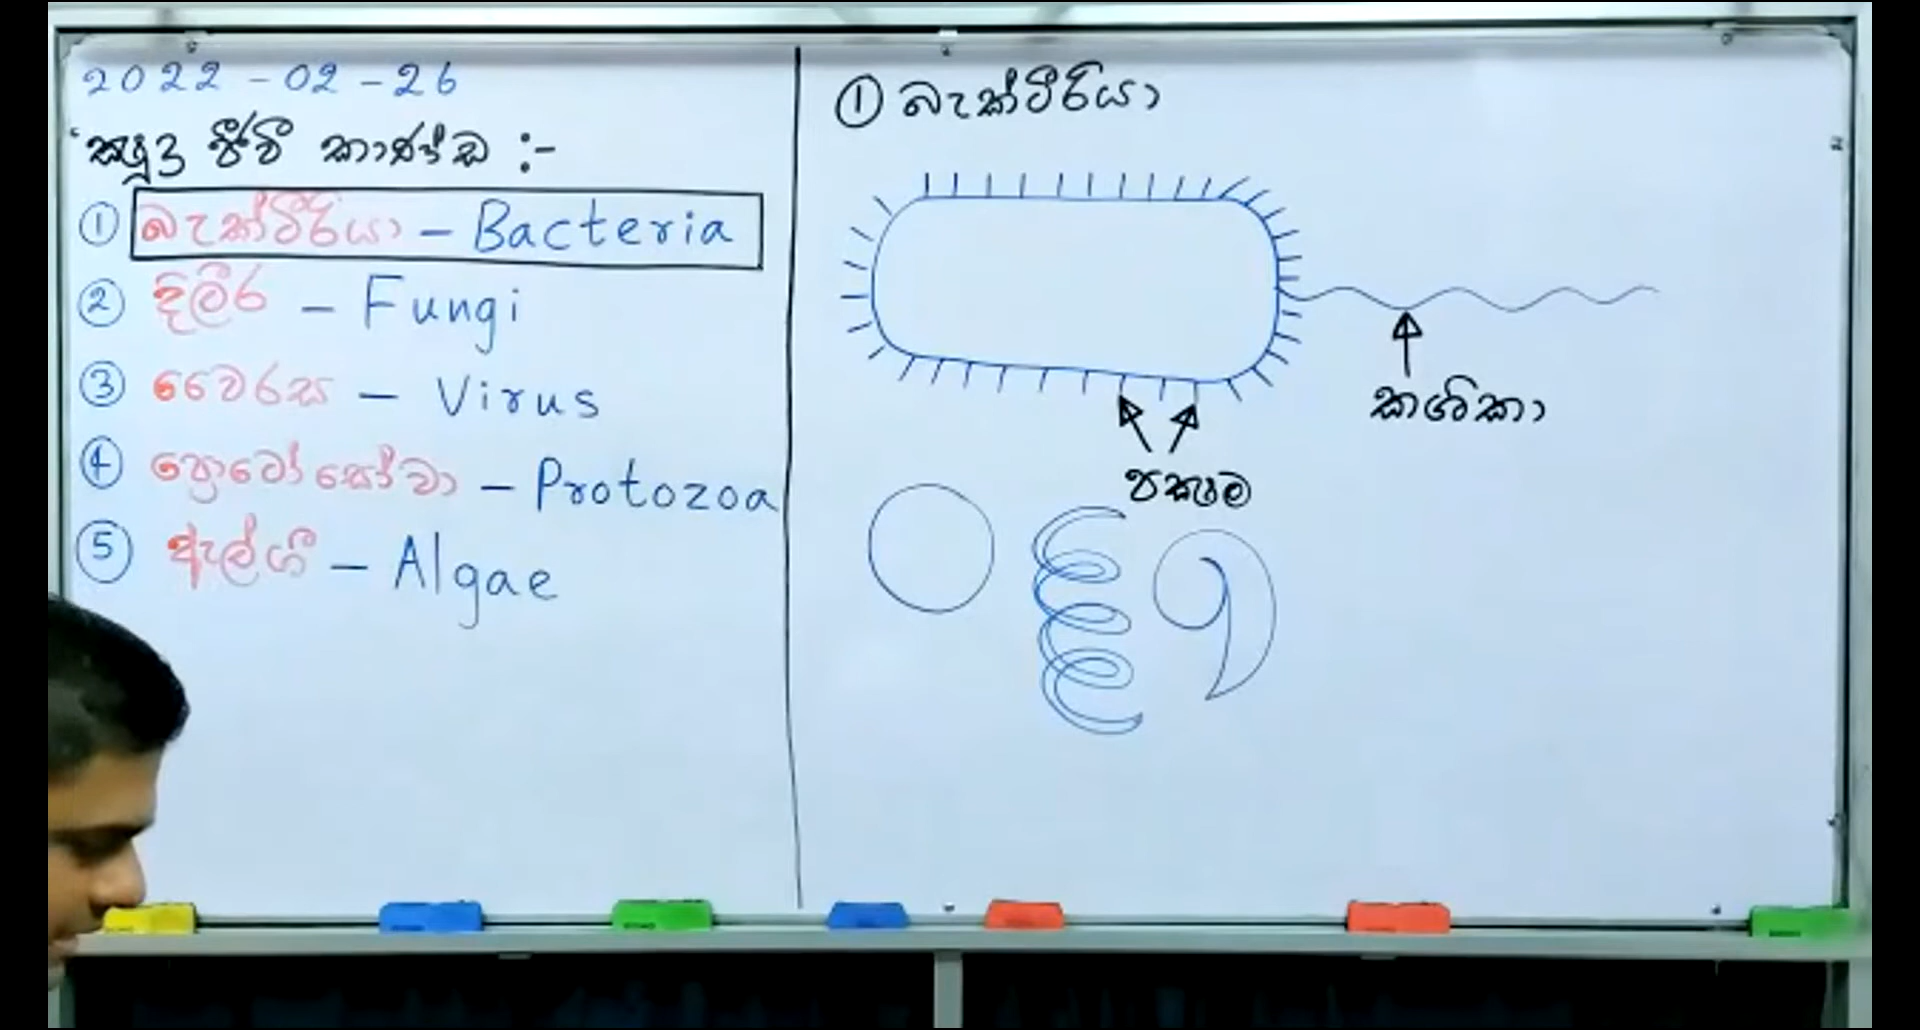 2022-02-26
ක්ෂුද්‍ර ජීවී කාණ්ඩ :-
① බැක්ටීරියා - Bacteria
② දිලීර - Fungi
③ වෛරස - Virus
④ ප්‍රොටෝසෝවා - Protozoa
⑤ ඇල්ගී - Algae
① බැක්ටීරියා
කශිකා
පක්ෂ්ම